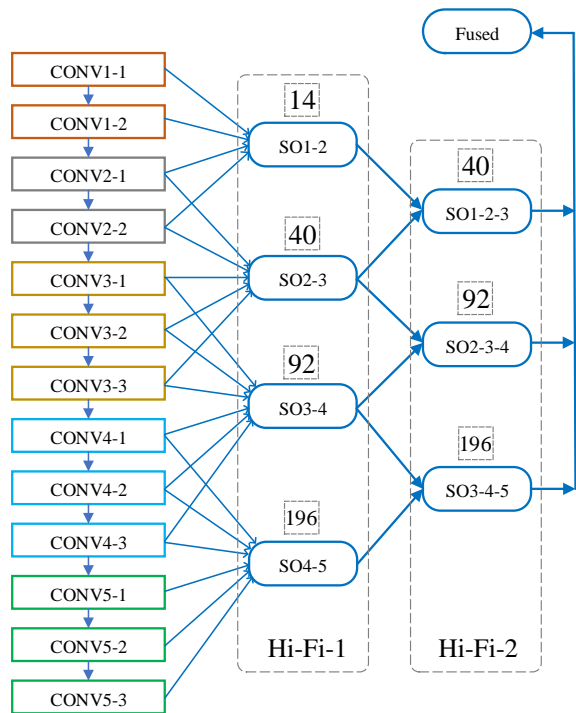 Fused
CONV1-1
CONV1-2
CONV2-1
CONV2-2
CONV3-1
CONV3-2
CONV3-3
CONV4-1
CONV4-2
CONV4-3
CONV5-1
CONV5-2
CONV5-3
14
SO1-2
40
SO2-3
92
SO3-4
196
SO4-5
Hi-Fi-1
40
SO1-2-3
92
SO2-3-4
196
SO3-4-5
Hi-Fi-2